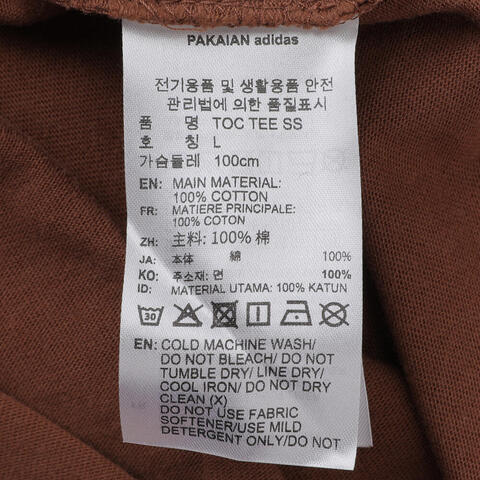 PAKAIAN adidas
전기용품 및 생활용품 안전
관리법에 의한 품질표시
품 명 TOC TEE SS
호 칭 L
가슴둘레 100cm
EN: MAIN MATERIAL:
100% COTTON
FR: MATIERE PRINCIPALE:
100% COTON
ZH: 主料: 100% 棉
JA: 本体 綿 100%
KO: 주소재: 면 100%
ID: MATERIAL UTAMA: 100% KATUN
30
EN: COLD MACHINE WASH/
DO NOT BLEACH/ DO NOT
TUMBLE DRY/ LINE DRY/
COOL IRON/ DO NOT DRY
CLEAN (X)
DO NOT USE FABRIC
SOFTENER/USE MILD
DETERGENT ONLY/DO NOT